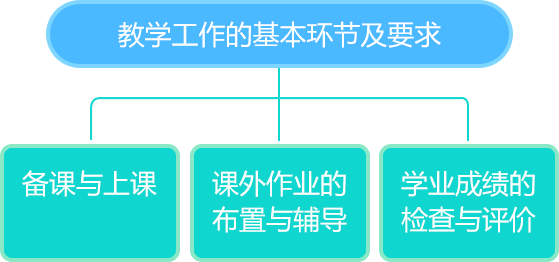 教学工作的基本环节及要求
备课与上课
课外作业的
布置与辅导
学业成绩的
检查与评价